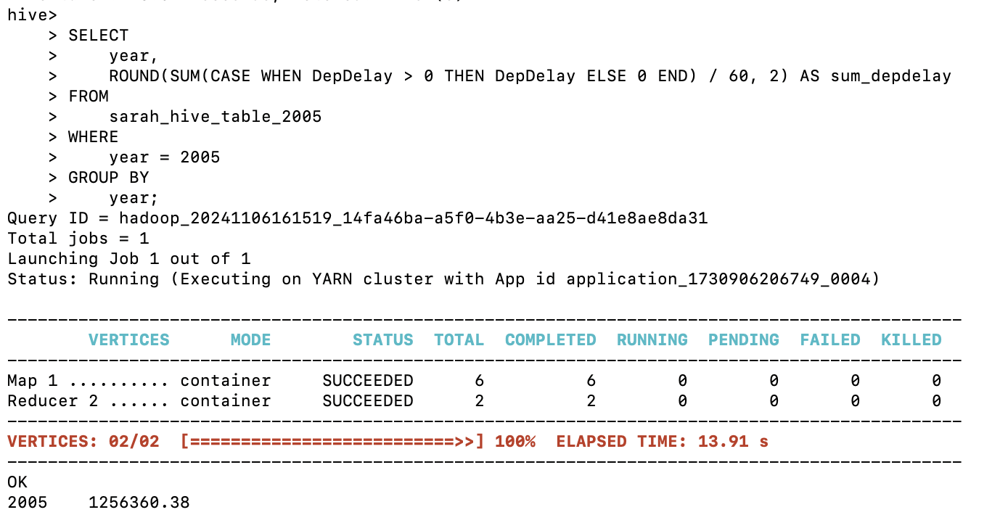 hive>
    > SELECT
    >     year,
    >     ROUND(SUM(CASE WHEN DepDelay > 0 THEN DepDelay ELSE 0 END) / 60, 2) AS sum_depdelay
    > FROM
    >     sarah_hive_table_2005
    > WHERE
    >     year = 2005
    > GROUP BY
    >     year;
Query ID = hadoop_20241106161519_14fa46ba-a5f0-4b3e-aa25-d41e8ae8da31
Total jobs = 1
Launching Job 1 out of 1
Status: Running (Executing on YARN cluster with App id application_1730906206749_0004)
----------------------------------------------------------------------------------------------
        VERTICES      MODE        STATUS  TOTAL  COMPLETED  RUNNING  PENDING  FAILED  KILLED
----------------------------------------------------------------------------------------------
Map 1 .......... container     SUCCEEDED      6          6        0        0       0       0
Reducer 2 ...... container     SUCCEEDED      2          2        0        0       0       0
----------------------------------------------------------------------------------------------
VERTICES: 02/02  [==========================>>] 100%  ELAPSED TIME: 13.91 s
----------------------------------------------------------------------------------------------
OK
2005    1256360.38